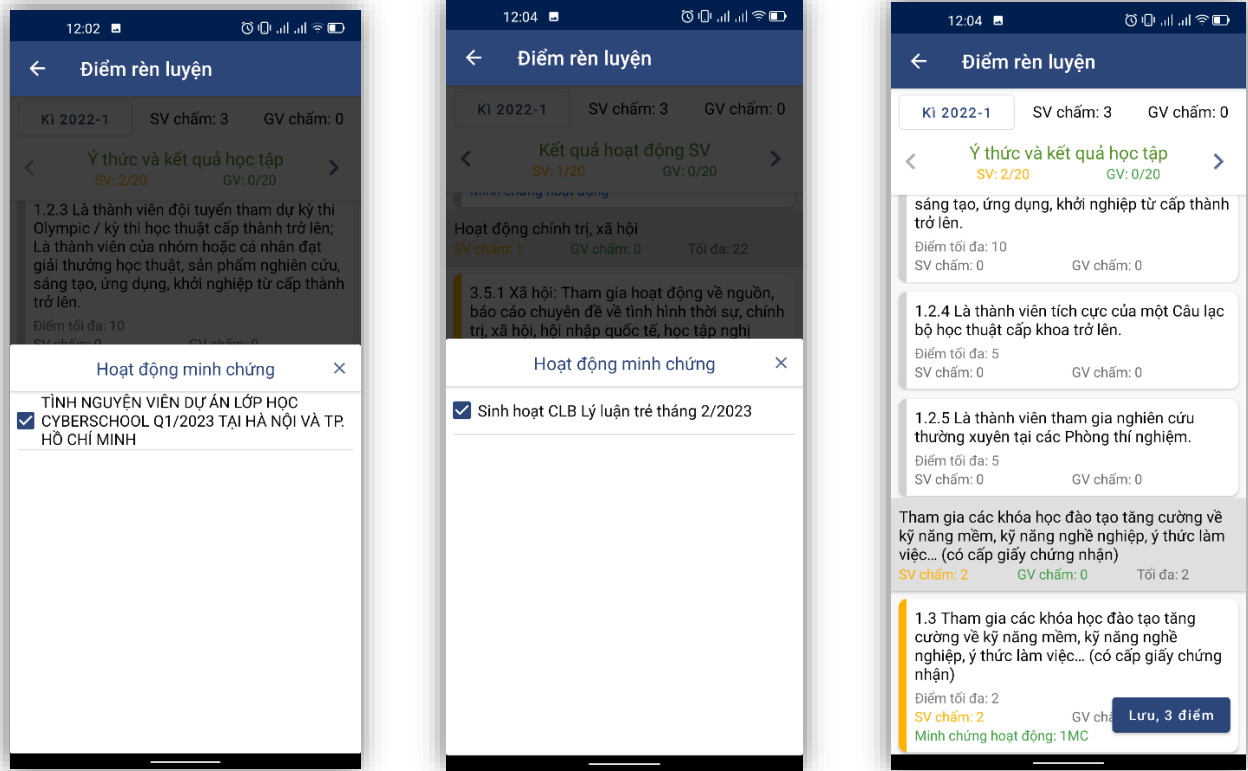 12:02
Điểm rèn luyện
Kì 2022-1 SV chấm: 3 GV chấm: 0
Ý thức và kết quả học tập
SV: 2/20 GV: 0/20
1.2.3 Là thành viên đội tuyển tham dự kỳ thi
Olympic / kỳ thi học thuật cấp thành trở lên;
Là thành viên của nhóm hoặc cá nhân đạt
giải thưởng học thuật, sản phẩm nghiên cứu,
sáng tạo, ứng dụng, khởi nghiệp từ cấp thành
trở lên.
Điểm tối đa: 10
SV chấm: 0 GV chấm: 0
Hoạt động minh chứng
TÌNH NGUYỆN VIÊN DỰ ÁN LỚP HỌC
CYBERSCHOOL Q1/2023 TẠI HÀ NỘI VÀ TP.
HỒ CHÍ MINH
12:04
Điểm rèn luyện
Kì 2022-1 SV chấm: 3 GV chấm: 0
Kết quả hoạt động SV
SV: 1/20 GV: 0/20
Minh chứng hoạt động
Hoạt động chính trị, xã hội
SV chấm: 1 GV chấm: 0 Tối đa: 22
3.5.1 Xã hội: Tham gia hoạt động về nguồn,
báo cáo chuyên đề về tình hình thời sự, chính
trị, xã hội, hội nhập quốc tế, học tập nghị
Hoạt động minh chứng
Sinh hoạt CLB Lý luận trẻ tháng 2/2023
12:04
Điểm rèn luyện
Kì 2022-1 SV chấm: 3 GV chấm: 0
Ý thức và kết quả học tập
SV: 2/20 GV: 0/20
sáng tạo, ứng dụng, khởi nghiệp từ cấp thành
trở lên.
Điểm tối đa: 10
SV chấm: 0 GV chấm: 0
1.2.4 Là thành viên tích cực của một Câu lạc
bộ học thuật cấp khoa trở lên.
Điểm tối đa: 5
SV chấm: 0 GV chấm: 0
1.2.5 Là thành viên tham gia nghiên cứu
thường xuyên tại các Phòng thí nghiệm.
Điểm tối đa: 5
SV chấm: 0 GV chấm: 0
Tham gia các khóa học đào tạo tăng cường về
kỹ năng mềm, kỹ năng nghề nghiệp, ý thức làm
việc... (có cấp giấy chứng nhận)
SV chấm: 2 GV chấm: 0 Tối đa: 2
1.3 Tham gia các khóa học đào tạo tăng
cường về kỹ năng mềm, kỹ năng nghề
nghiệp, ý thức làm việc... (có cấp giấy chứng
nhận)
Điểm tối đa: 2
SV chấm: 2 GV
Lưu, 3 điểm
Minh chứng hoạt động: 1MC